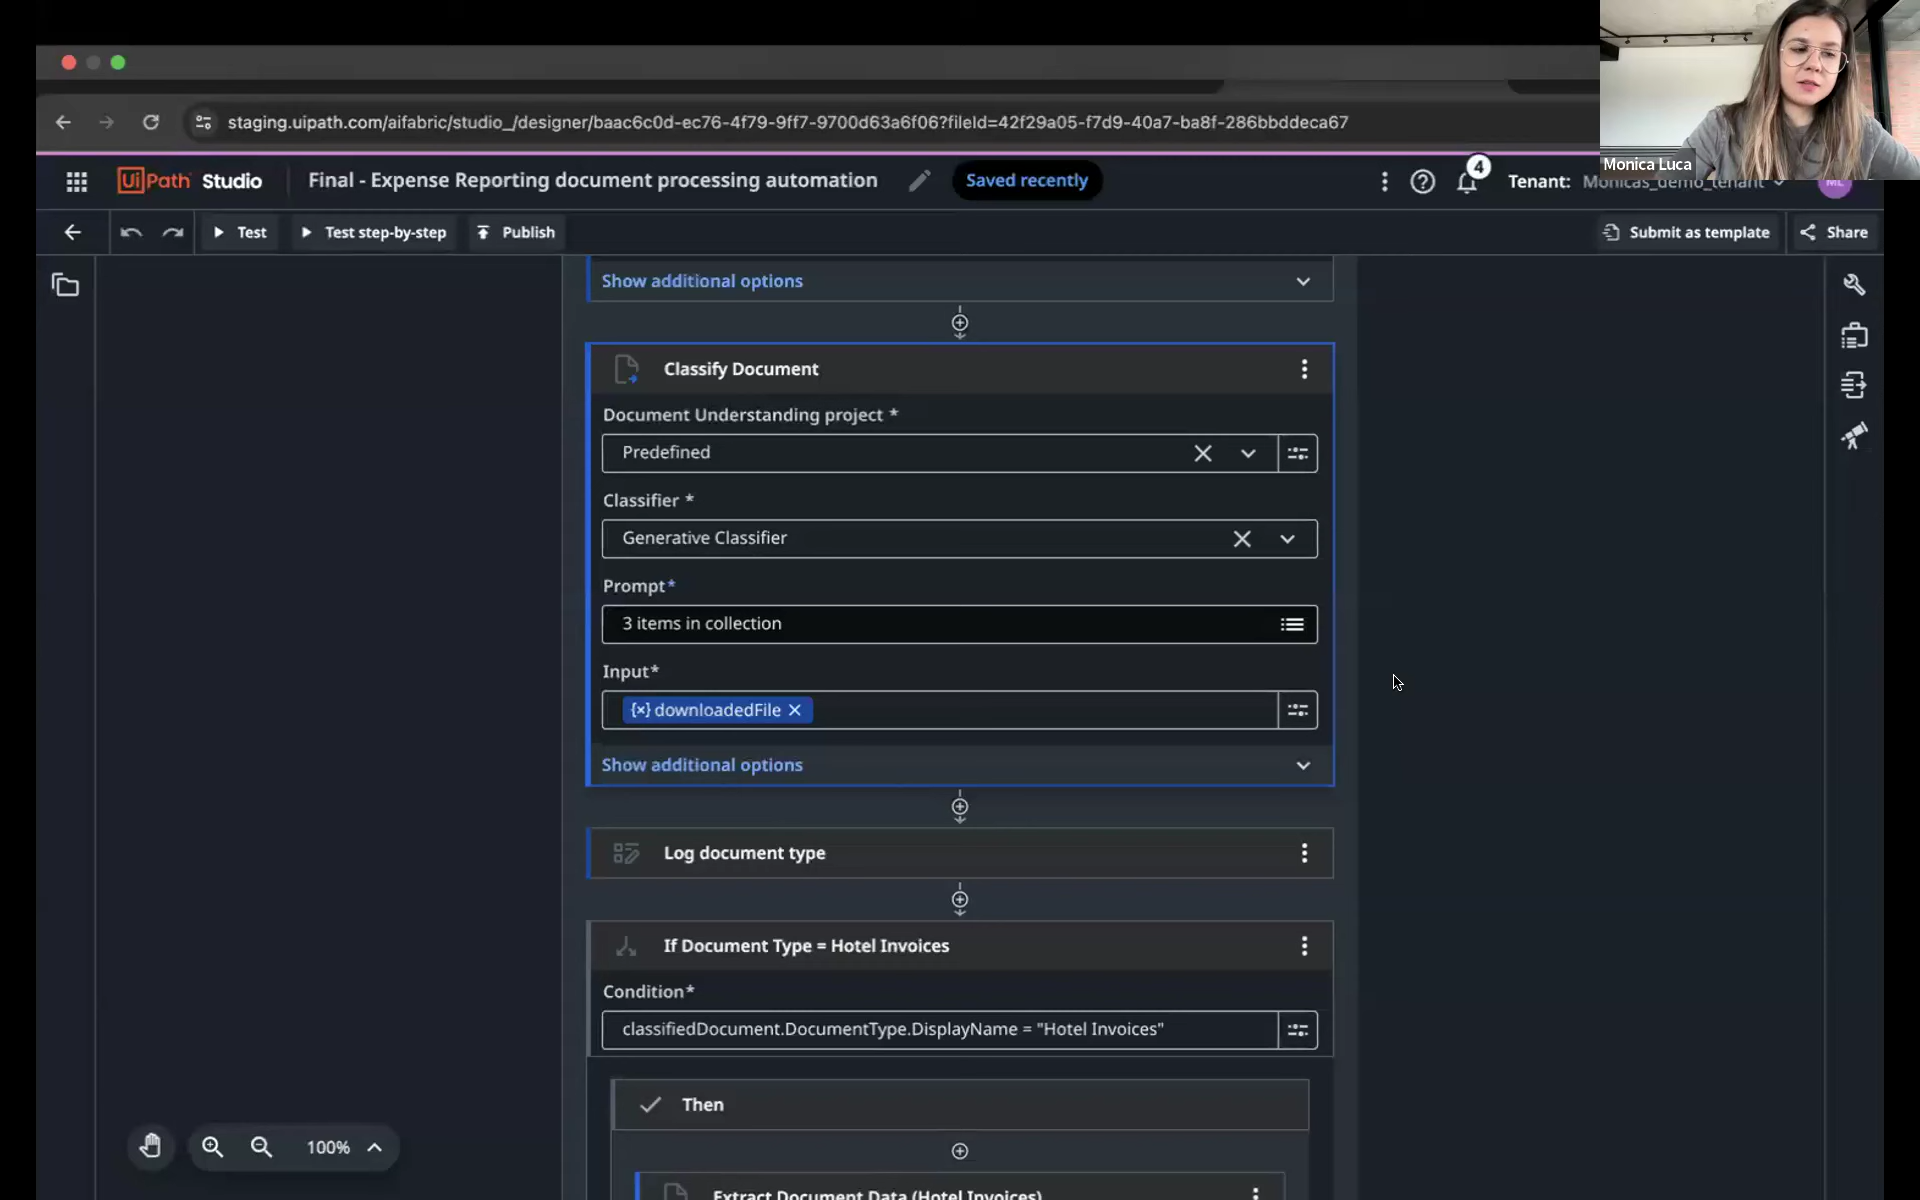 Monica Luca
staging.uipath.com/aifabric/studio_/designer/baac6c0d-ec76-4f79-9ff7-9700d63a6f06?fileId=42f29a05-f7d9-40a7-ba8f-286bbddeca67
UiPath Studio
Final - Expense Reporting document processing automation
Saved recently
4
Tenant: Monicas_demo_tenant
ML
Test
Test step-by-step
Publish
Submit as template
Share
Show additional options
Classify Document
Document Understanding project *
Predefined
Classifier *
Generative Classifier
Prompt*
3 items in collection
Input*
{×} downloadedFile
Show additional options
Log document type
If Document Type = Hotel Invoices
Condition*
classifiedDocument.DocumentType.DisplayName = "Hotel Invoices"
Then
Extract Document Data (Hotel Invoices)
100%